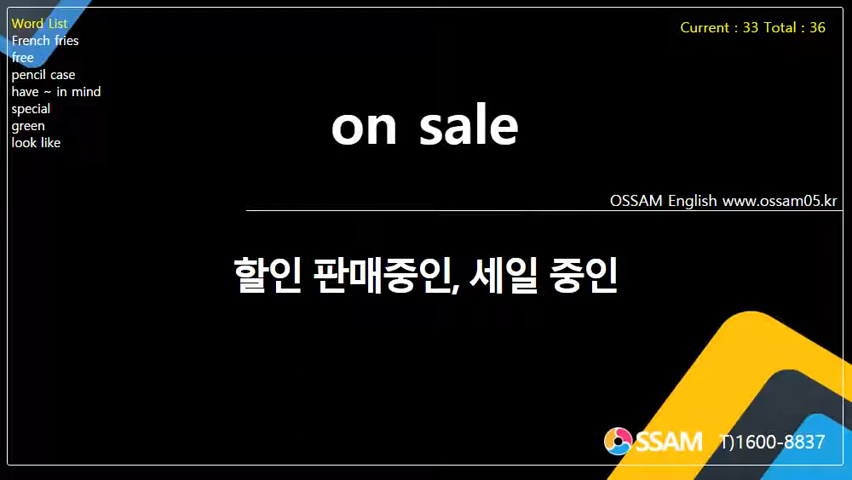 Word List
French fries
free
pencil case
have ~ in mind
special
green
look like
Current : 33 Total : 36
on sale
OSSAM English www.ossam05.kr
할인 판매중인, 세일 중인
OSSAM T)1600-8837